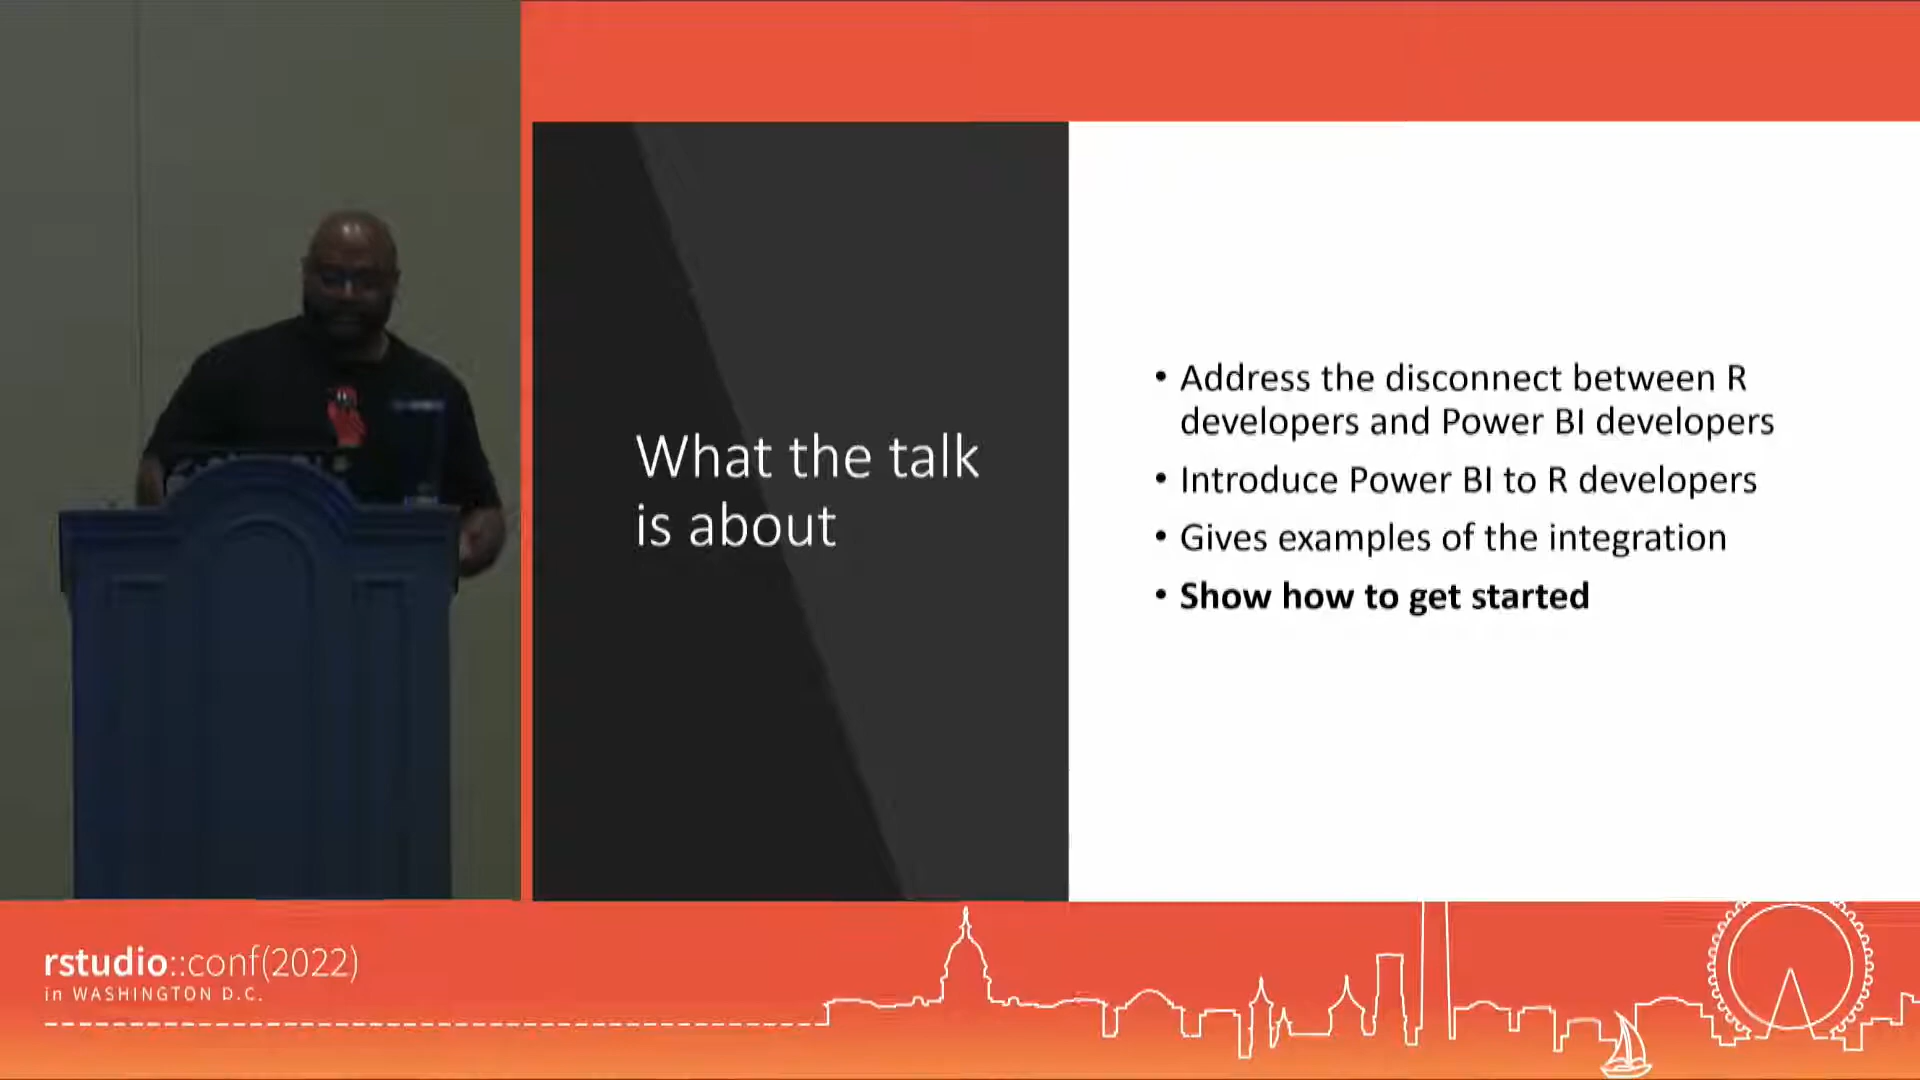 What the talk
is about
• Address the disconnect between R
developers and Power BI developers
• Introduce Power BI to R developers
• Gives examples of the integration
• Show how to get started
rstudio::conf(2022)
in WASHINGTON D.C.